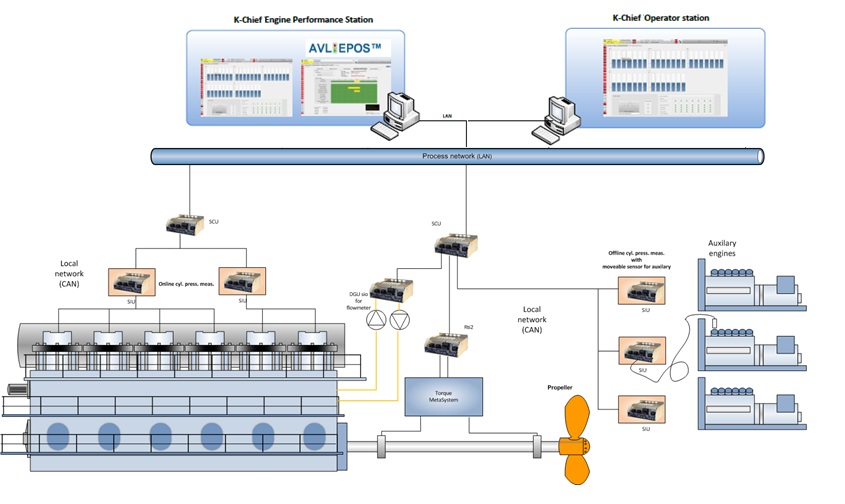 K-Chief Engine Performance Station
K-Chief Operator station
AVL EPOS™
LAN
Process network (LAN)
SCU
SCU
Local
network
(CAN)
Online cyl. press. meas.
SIU
SIU
DGU sio
for
flowmeter
Rio2
Local
network
(CAN)
Offline cyl. press. meas.
with
moveable sensor for auxilary
Auxilary
engines
SIU
SIU
SIU
Torque
MetaSystem
Propeller